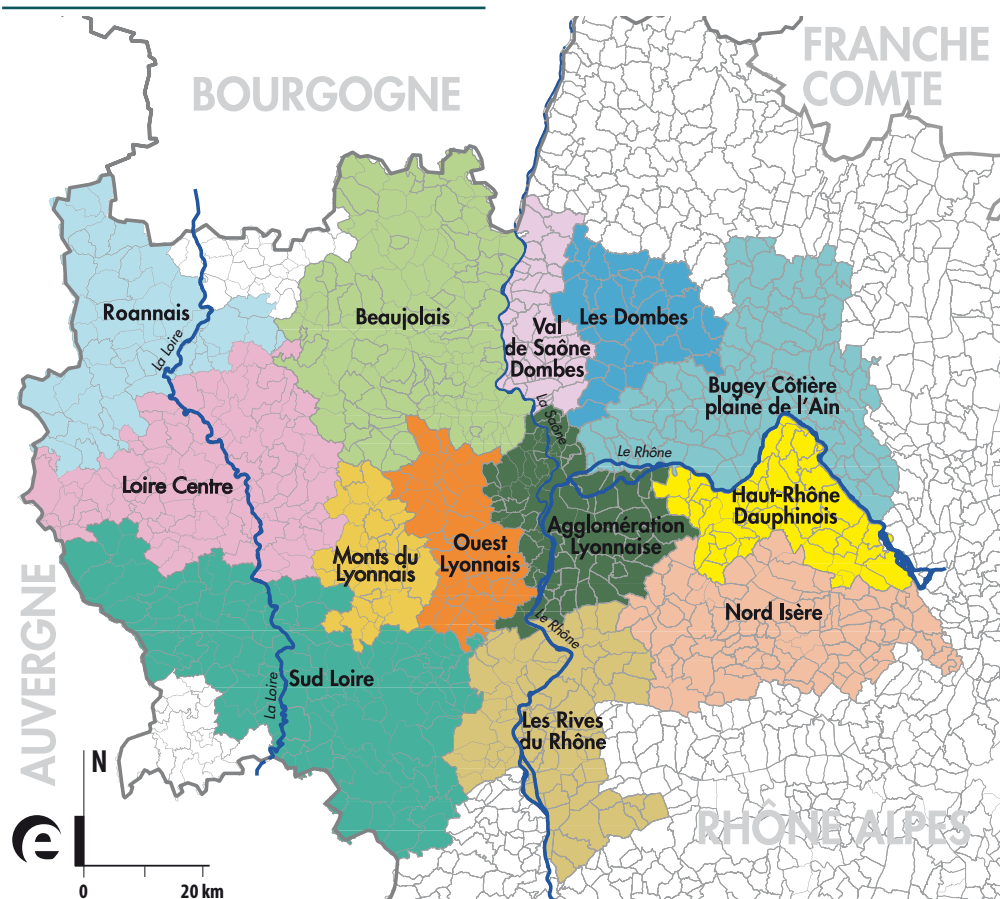 BOURGOGNE
FRANCHE
COMTE
Roannais
La Loire
Beaujolais
Val
de Saône
Dombes
Les Dombes
Bugey Côtière
plaine de l'Ain
La Saône
Le Rhône
Loire Centre
Haut-Rhône
Dauphinois
Agglomération
Lyonnaise
Ouest
Lyonnais
Monts du
Lyonnais
Nord Isère
Le Rhône
AUVERGNE
Sud Loire
La Loire
Les Rives
du Rhône
N
RHÔNE ALPES
e
0
20 km